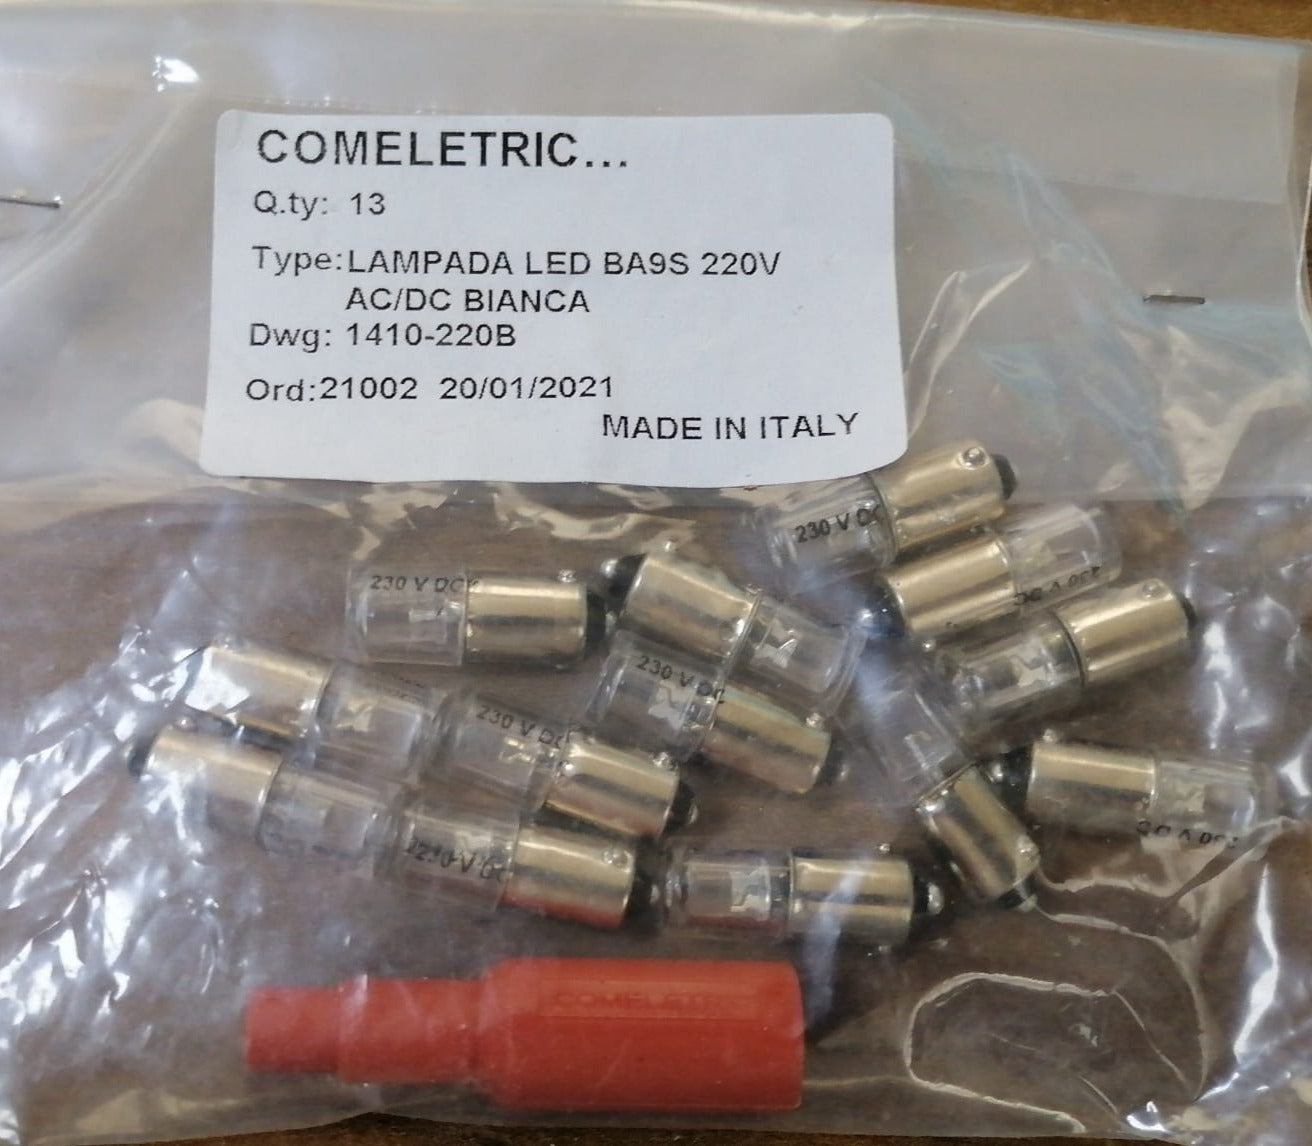 COMELETRIC...
Q.ty: 13
Type:LAMPADA LED BA9S 220V
AC/DC BIANCA
Dwg: 1410-220B
Ord:21002 20/01/2021
MADE IN ITALY
230 V DC
230 V DC
230 V DC
230 V DC
COMELETRIC